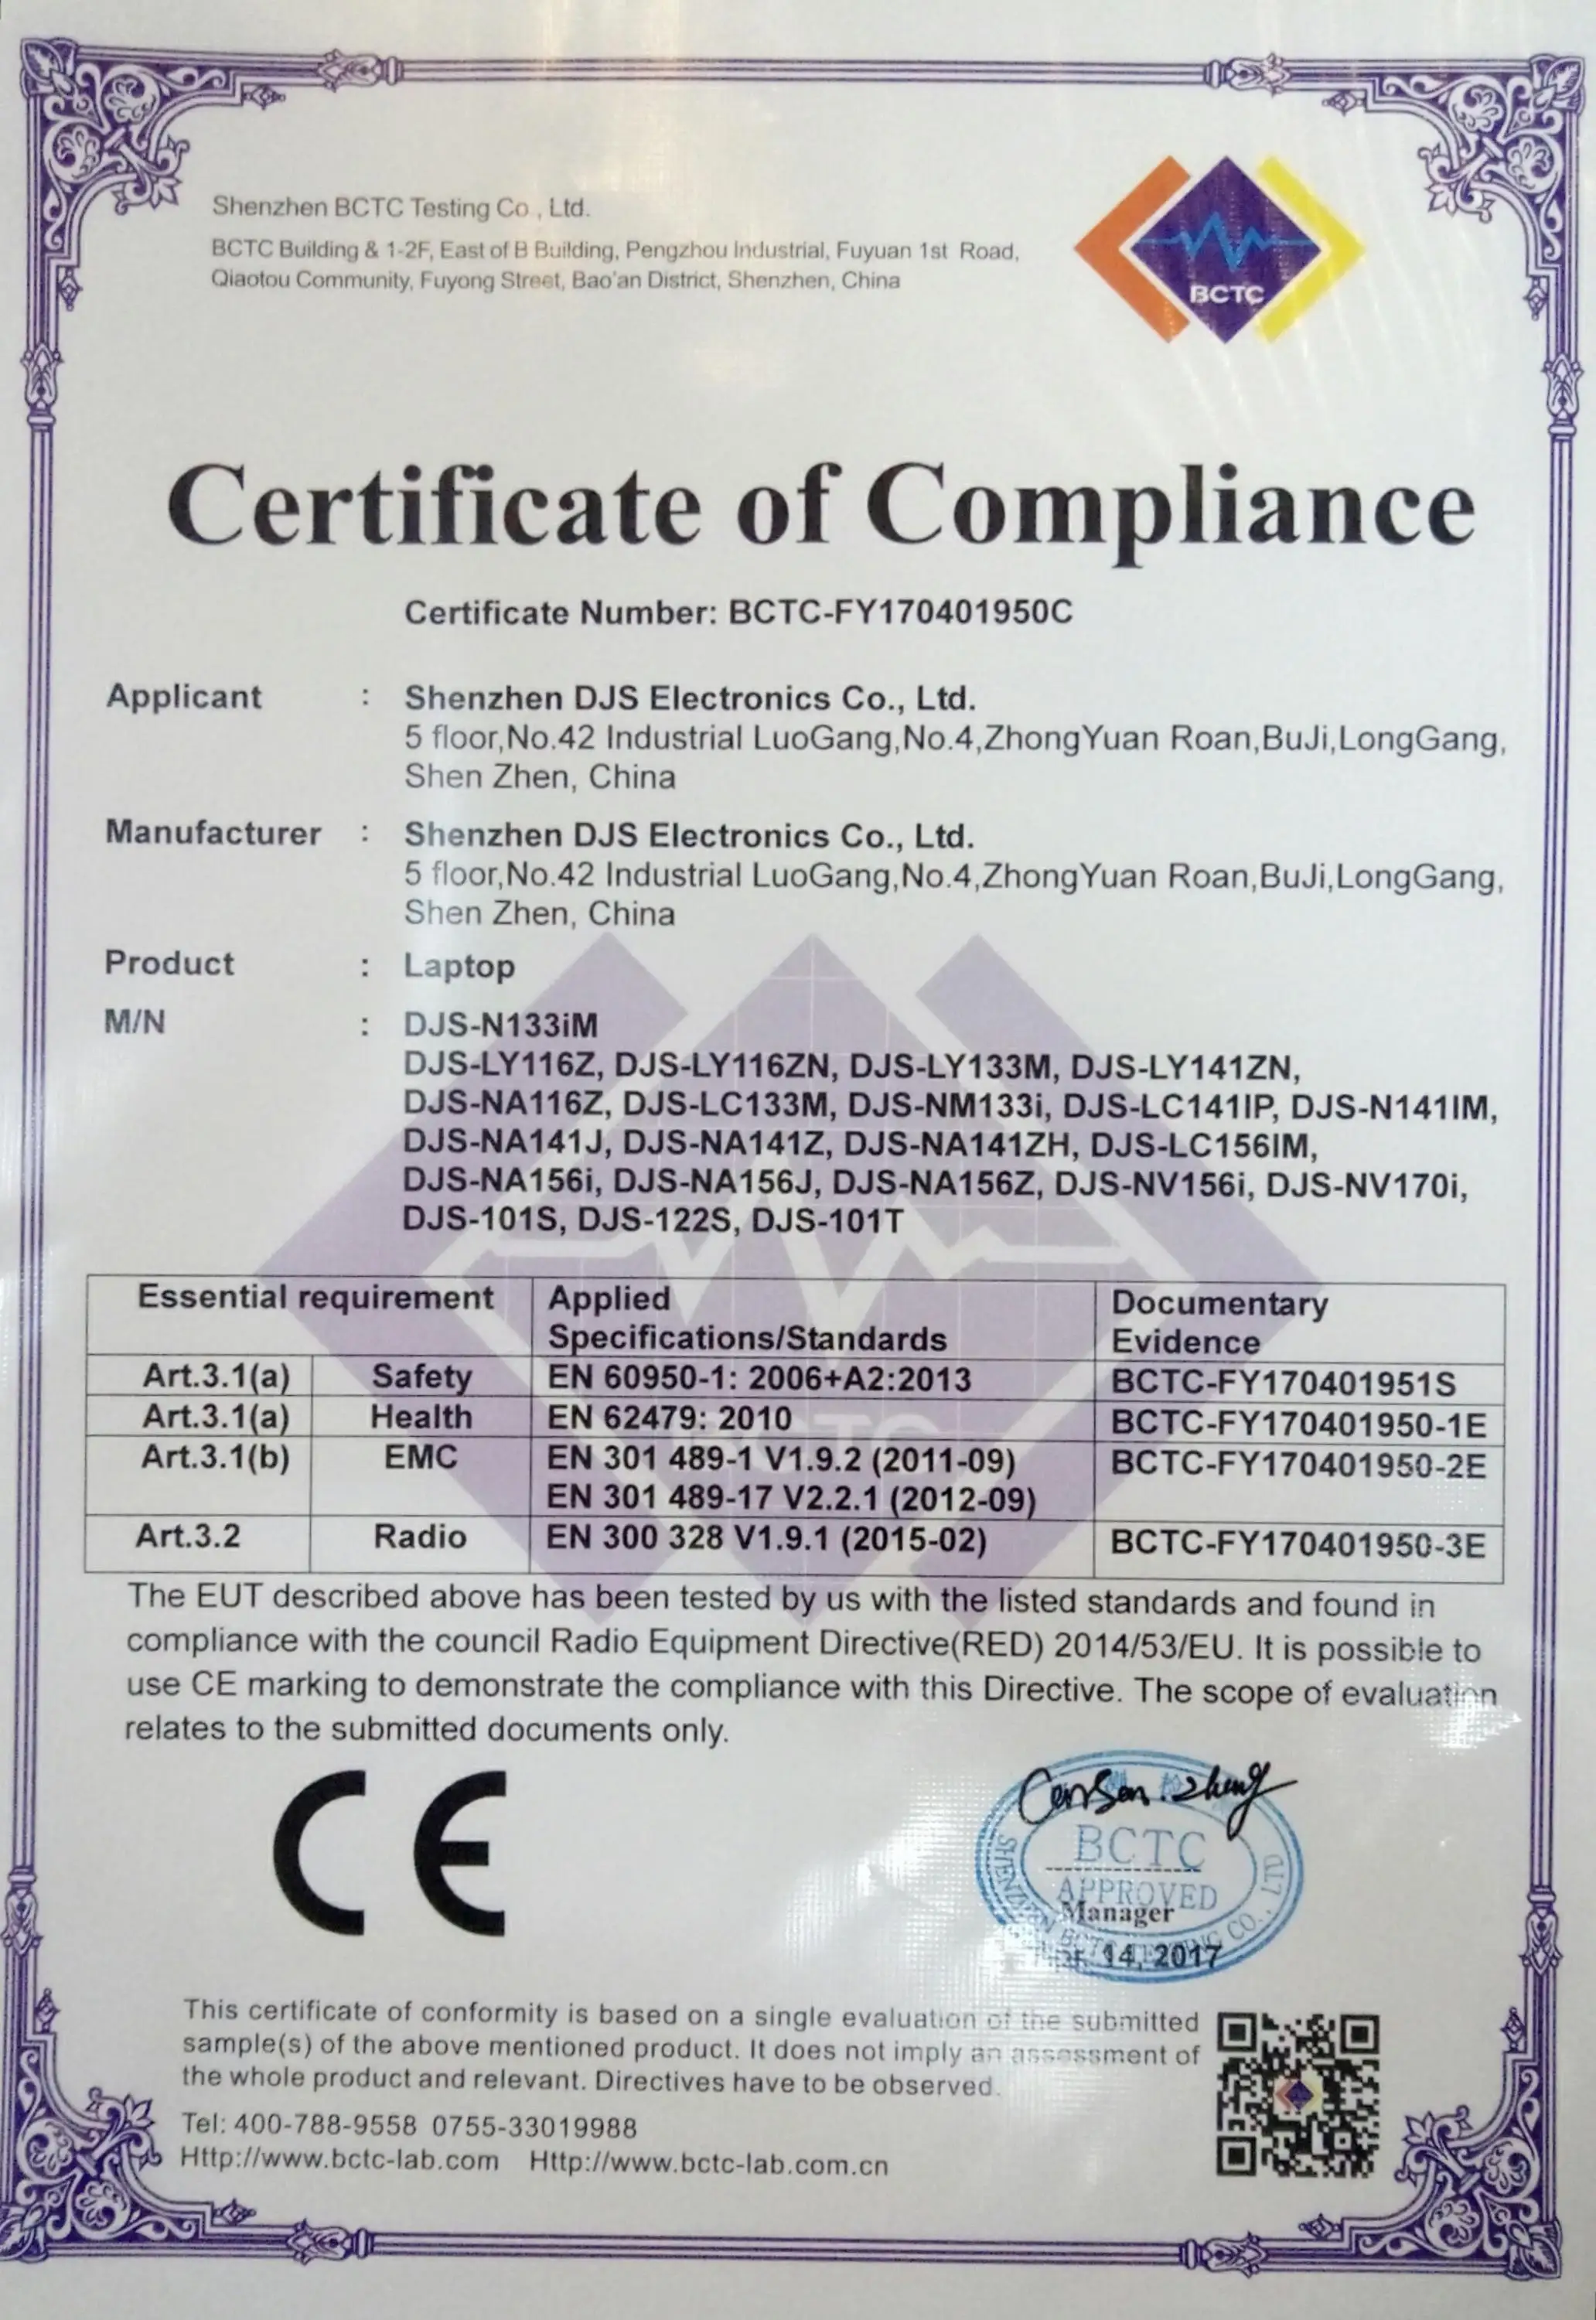 Shenzhen BCTC Testing Co., Ltd.
BCTC Building & 1-2F, East of B Building, Pengzhou Industrial, Fuyuan 1st Road,
Qiaotou Community, Fuyong Street, Bao'an District, Shenzhen, China
BCTC
Certificate of Compliance
Certificate Number: BCTC-FY170401950C
Applicant : Shenzhen DJS Electronics Co., Ltd.
5 floor,No.42 Industrial LuoGang,No.4,ZhongYuan Roan,BuJi,LongGang,
Shen Zhen, China
Manufacturer : Shenzhen DJS Electronics Co., Ltd.
5 floor,No.42 Industrial LuoGang,No.4,ZhongYuan Roan,BuJi,LongGang,
Shen Zhen, China
Product : Laptop
M/N : DJS-N133iM
DJS-LY116Z, DJS-LY116ZN, DJS-LY133M, DJS-LY141ZN,
DJS-NA116Z, DJS-LC133M, DJS-NM133i, DJS-LC141IP, DJS-N141IM,
DJS-NA141J, DJS-NA141Z, DJS-NA141ZH, DJS-LC156IM,
DJS-NA156i, DJS-NA156J, DJS-NA156Z, DJS-NV156i, DJS-NV170i,
DJS-101S, DJS-122S, DJS-101T
Essential requirement Applied Documentary
Specifications/Standards Evidence
Art.3.1(a) Safety EN 60950-1: 2006+A2:2013 BCTC-FY170401951S
Art.3.1(a) Health EN 62479: 2010 BCTC-FY170401950-1E
Art.3.1(b) EMC EN 301 489-1 V1.9.2 (2011-09) BCTC-FY170401950-2E
EN 301 489-17 V2.2.1 (2012-09)
Art.3.2 Radio EN 300 328 V1.9.1 (2015-02) BCTC-FY170401950-3E
The EUT described above has been tested by us with the listed standards and found in
compliance with the council Radio Equipment Directive(RED) 2014/53/EU. It is possible to
use CE marking to demonstrate the compliance with this Directive. The scope of evaluation
relates to the submitted documents only.
CE
BCTC
APPROVED
Manager
SHENZHEN BCTC TESTING CO., LTD
14, 2017
This certificate of conformity is based on a single evaluation of the submitted
sample(s) of the above mentioned product. It does not imply an assessment of
the whole product and relevant. Directives have to be observed.
Tel: 400-788-9558 0755-33019988
Http://www.bctc-lab.com Http://www.bctc-lab.com.cn